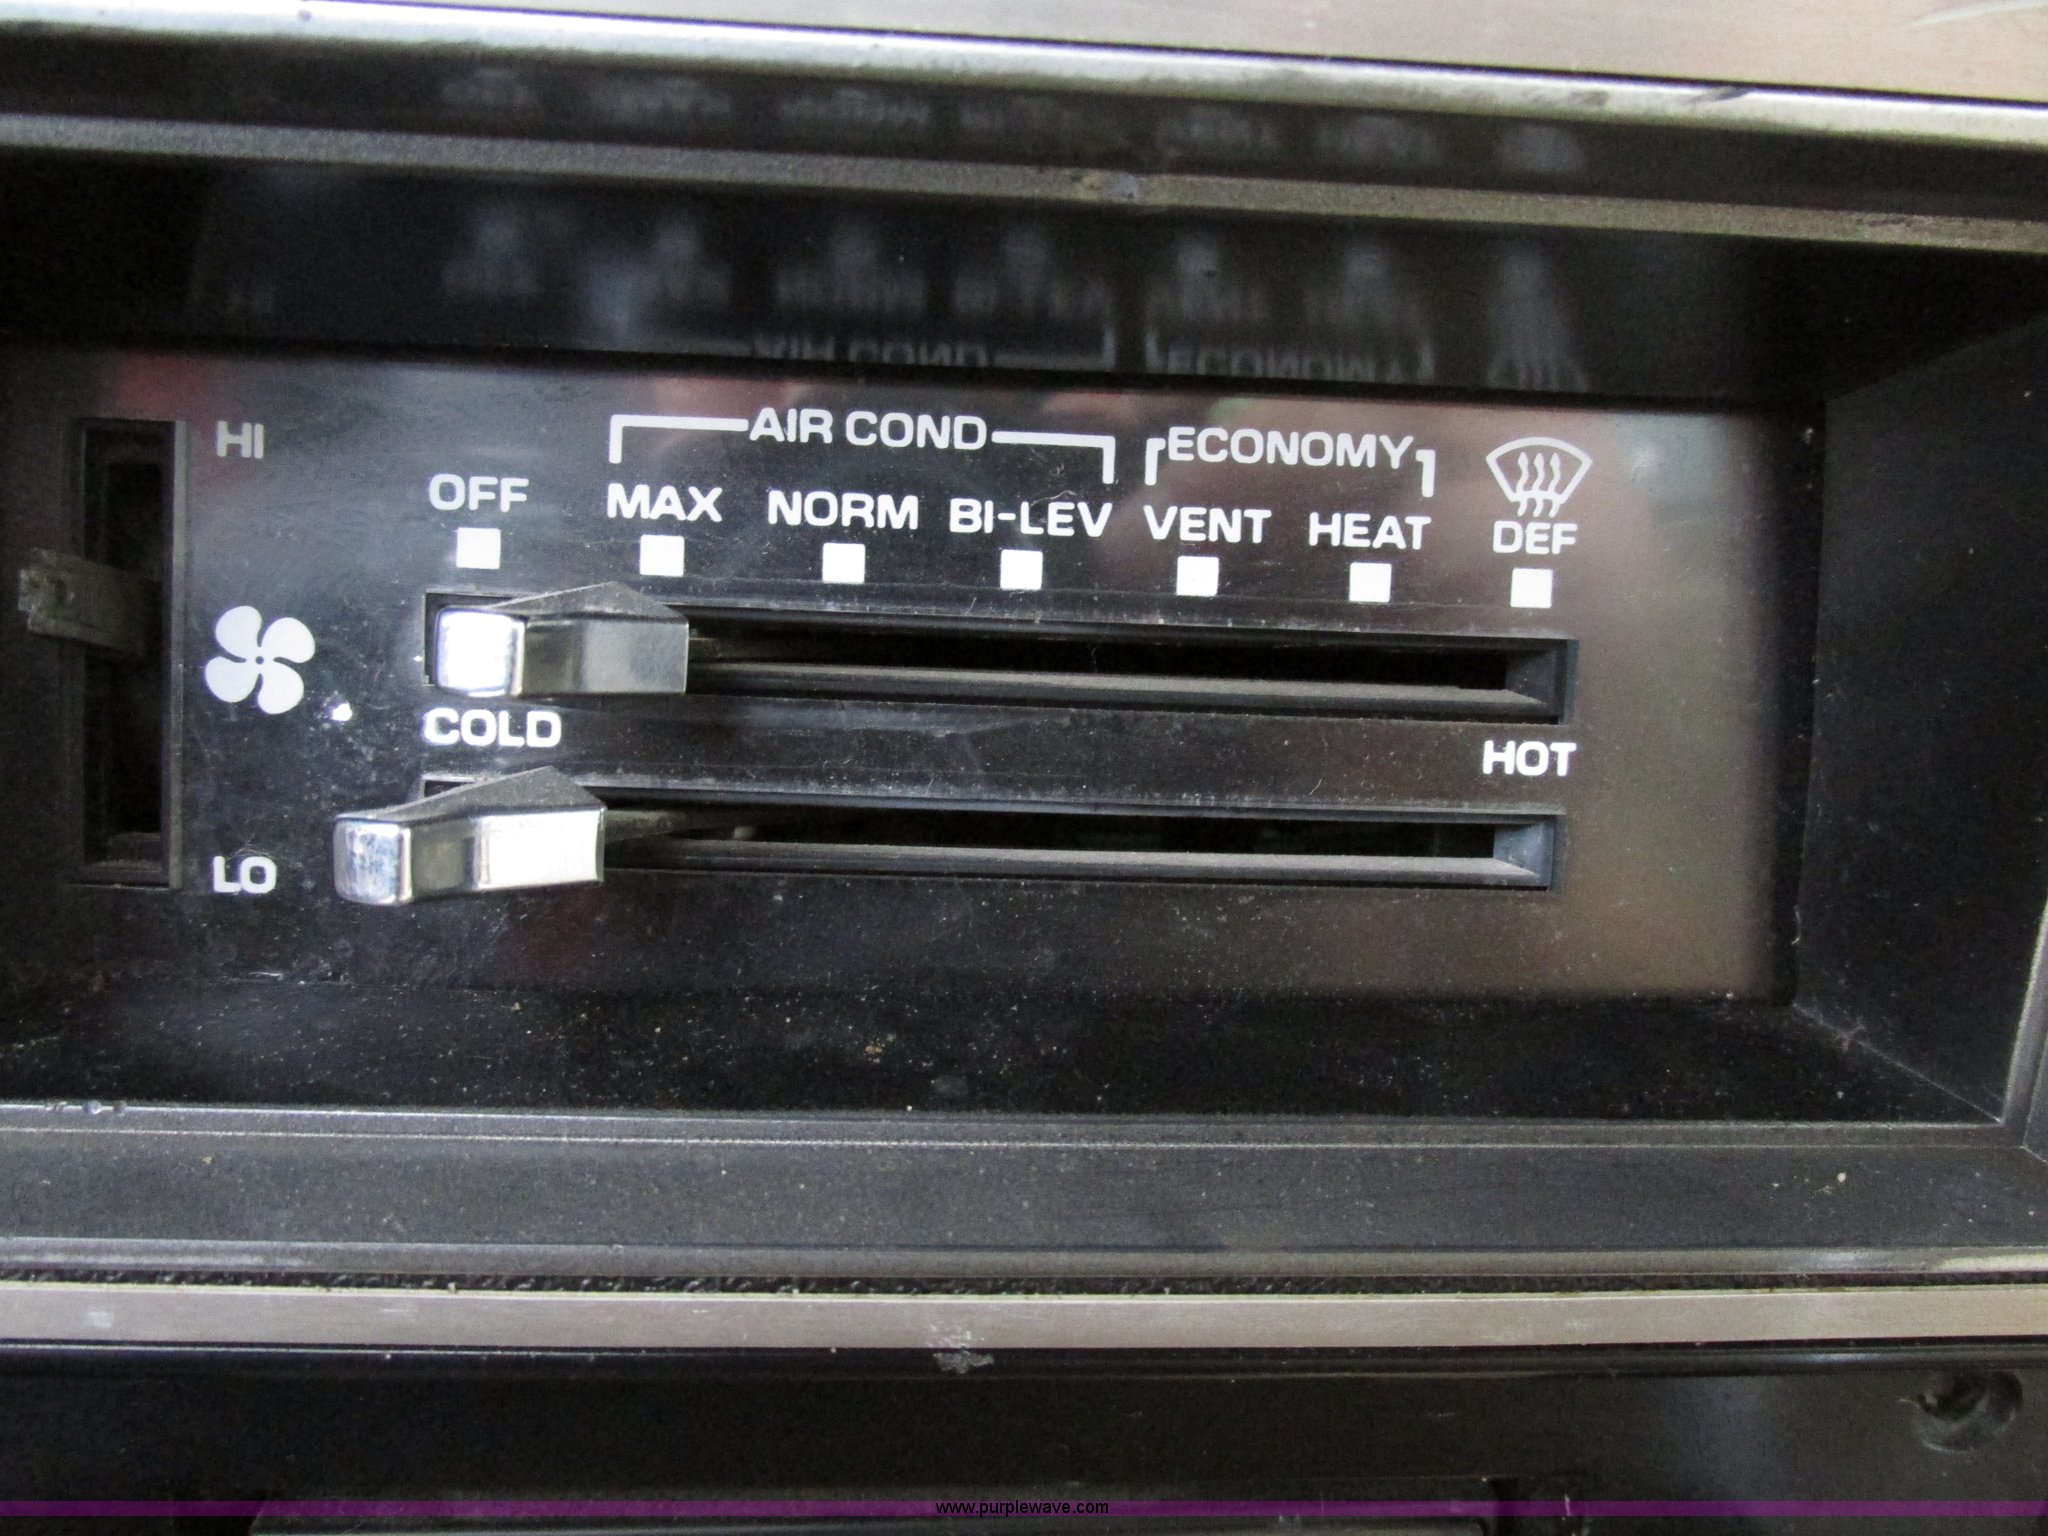 AIR COND
ECONOMY
HI
OFF
MAX NORM BI-LEV VENT HEAT DEF
COLD
HOT
LO
www.purplewave.com